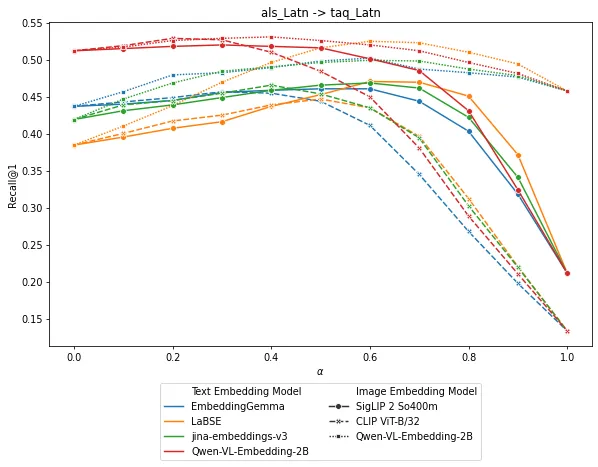 als_Latn -> taq_Latn
0.55
0.50
0.45
0.40
0.35
0.30
0.25
0.20
0.15
Recall@1
0.0 0.2 0.4 0.6 0.8 1.0
α
Text Embedding Model Image Embedding Model
EmbeddingGemma SigLIP 2 So400m
LaBSE CLIP ViT-B/32
jina-embeddings-v3 Qwen-VL-Embedding-2B
Qwen-VL-Embedding-2B